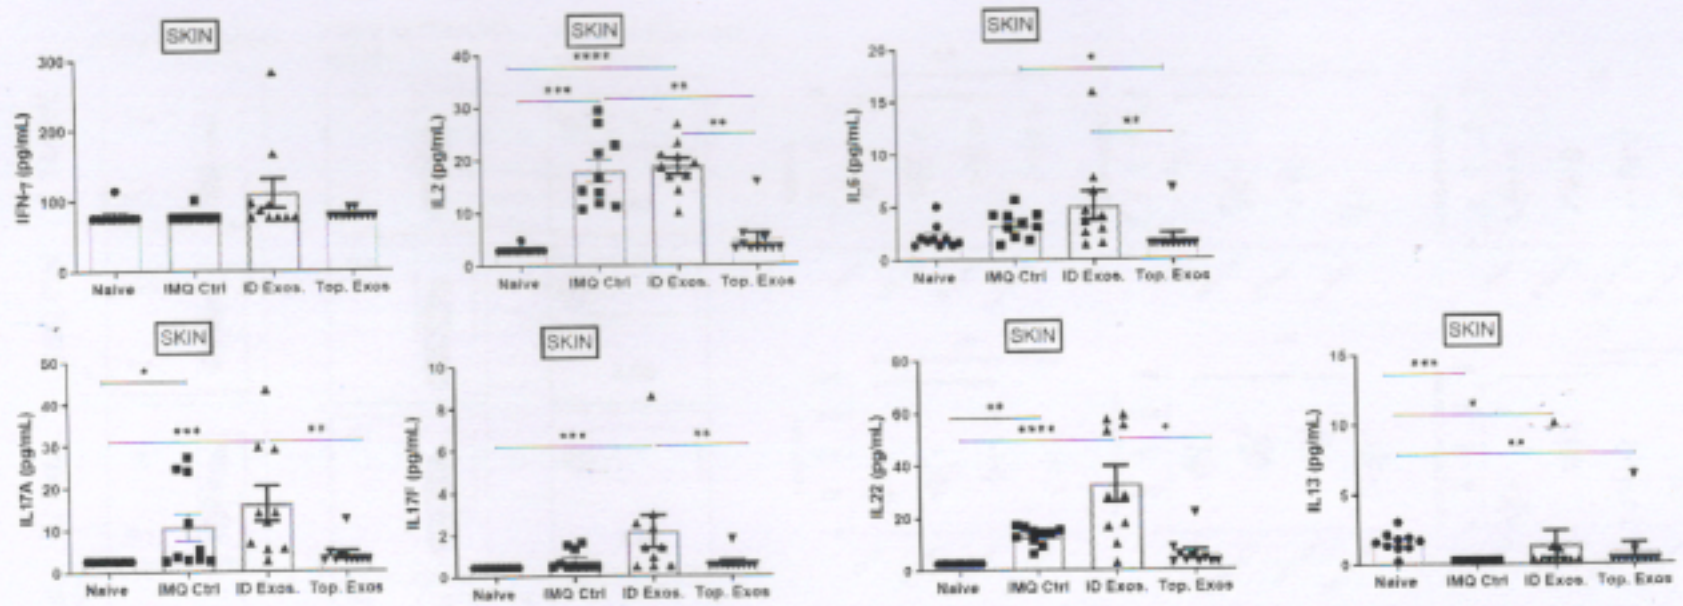 SKIN
300
200
100
0
IFN-γ (pg/mL)
Naive IMQ Ctrl ID Exos. Top. Exos
SKIN
40
30
20
10
0
IL2 (pg/mL)
****
*** **
**
Naive IMQ Ctrl ID Exos. Top. Exos
SKIN
20
15
10
5
0
IL6 (pg/mL)
*
**
Naive IMQ Ctrl ID Exos. Top. Exos
SKIN
50
40
30
20
10
0
IL17A (pg/mL)
*
*** **
Naive IMQ Ctrl ID Exos. Top. Exos
SKIN
10
8
6
4
2
0
IL17F (pg/mL)
*** **
Naive IMQ Ctrl ID Exos. Top. Exos
SKIN
80
60
40
20
0
IL22 (pg/mL)
**
**** *
Naive IMQ Ctrl ID Exos. Top. Exos
SKIN
15
10
5
0
IL13 (pg/mL)
***
*
**
Naive IMQ Ctrl ID Exos. Top. Exos